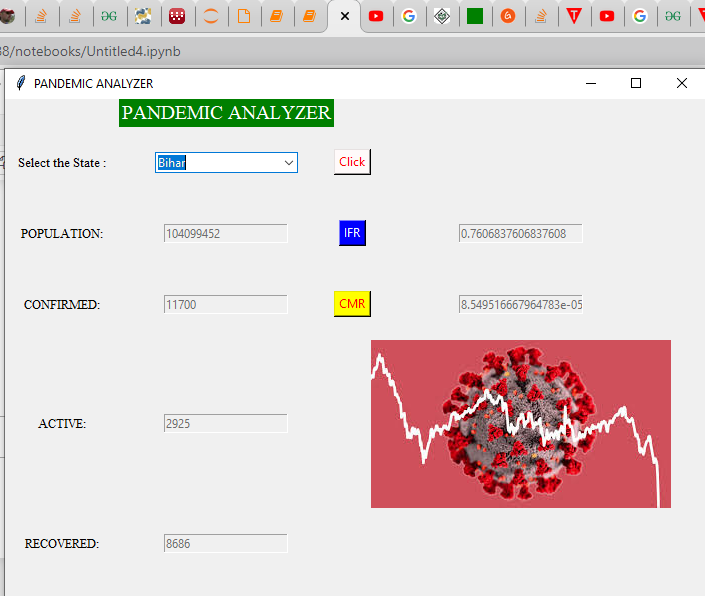 38/notebooks/Untitled4.ipynb
PANDEMIC ANALYZER
PANDEMIC ANALYZER
Select the State : Bihar Click
POPULATION: 104099452 IFR 0.7606837606837608
CONFIRMED: 11700 CMR 8.549516667964783e-05
ACTIVE: 2925
RECOVERED: 8686